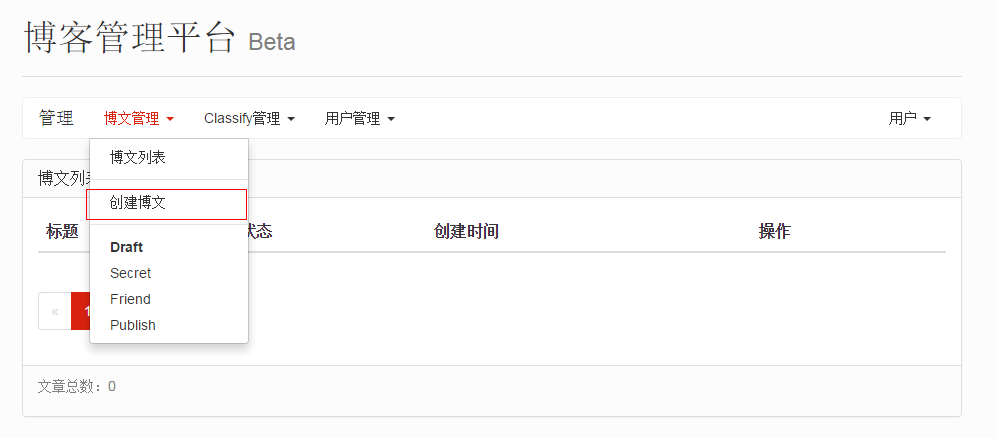 博客管理平台 Beta
管理 博文管理 Classify管理 用户管理 用户
博文列表
博文列
创建博文
标题 状态 创建时间 操作
Draft
Secret
Friend
Publish
«
文章总数：0